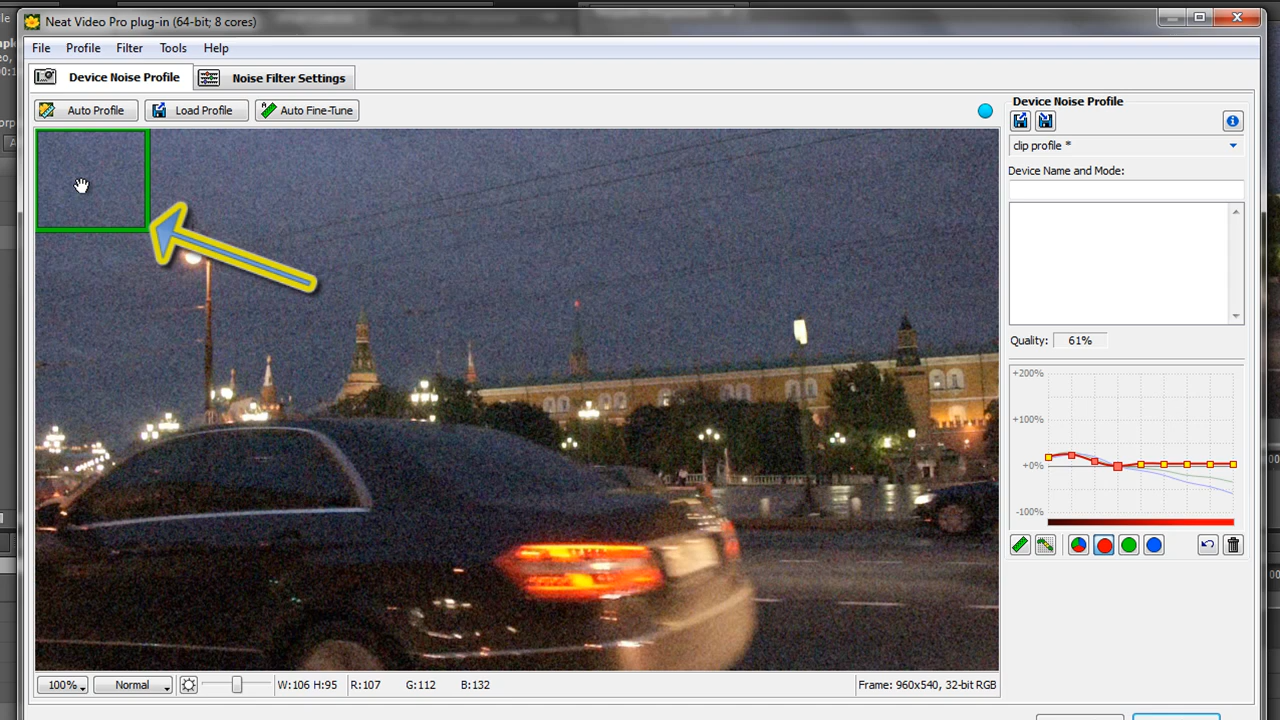 Neat Video Pro plug-in (64-bit; 8 cores)
File Profile Filter Tools Help
Device Noise Profile Noise Filter Settings
Auto Profile Load Profile Auto Fine-Tune
Device Noise Profile
clip profile *
Device Name and Mode:
Quality: 61%
+200%
+100%
+0%
-100%
100% Normal W:106 H:95 R:107 G:112 B:132 Frame: 960x540, 32-bit RGB